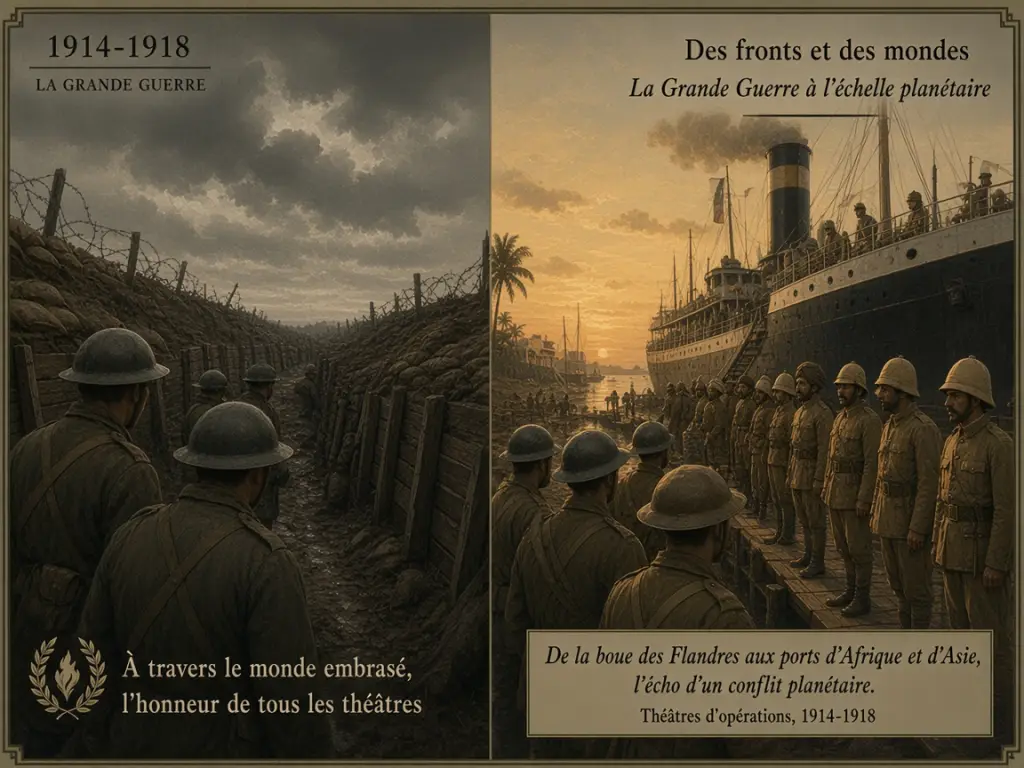 1914-1918
LA GRANDE GUERRE
À travers le monde embrasé,
l'honneur de tous les théâtres
Des fronts et des mondes
La Grande Guerre à l'échelle planétaire
De la boue des Flandres aux ports d'Afrique et d'Asie,
l'écho d'un conflit planétaire.
Théâtres d'opérations, 1914-1918